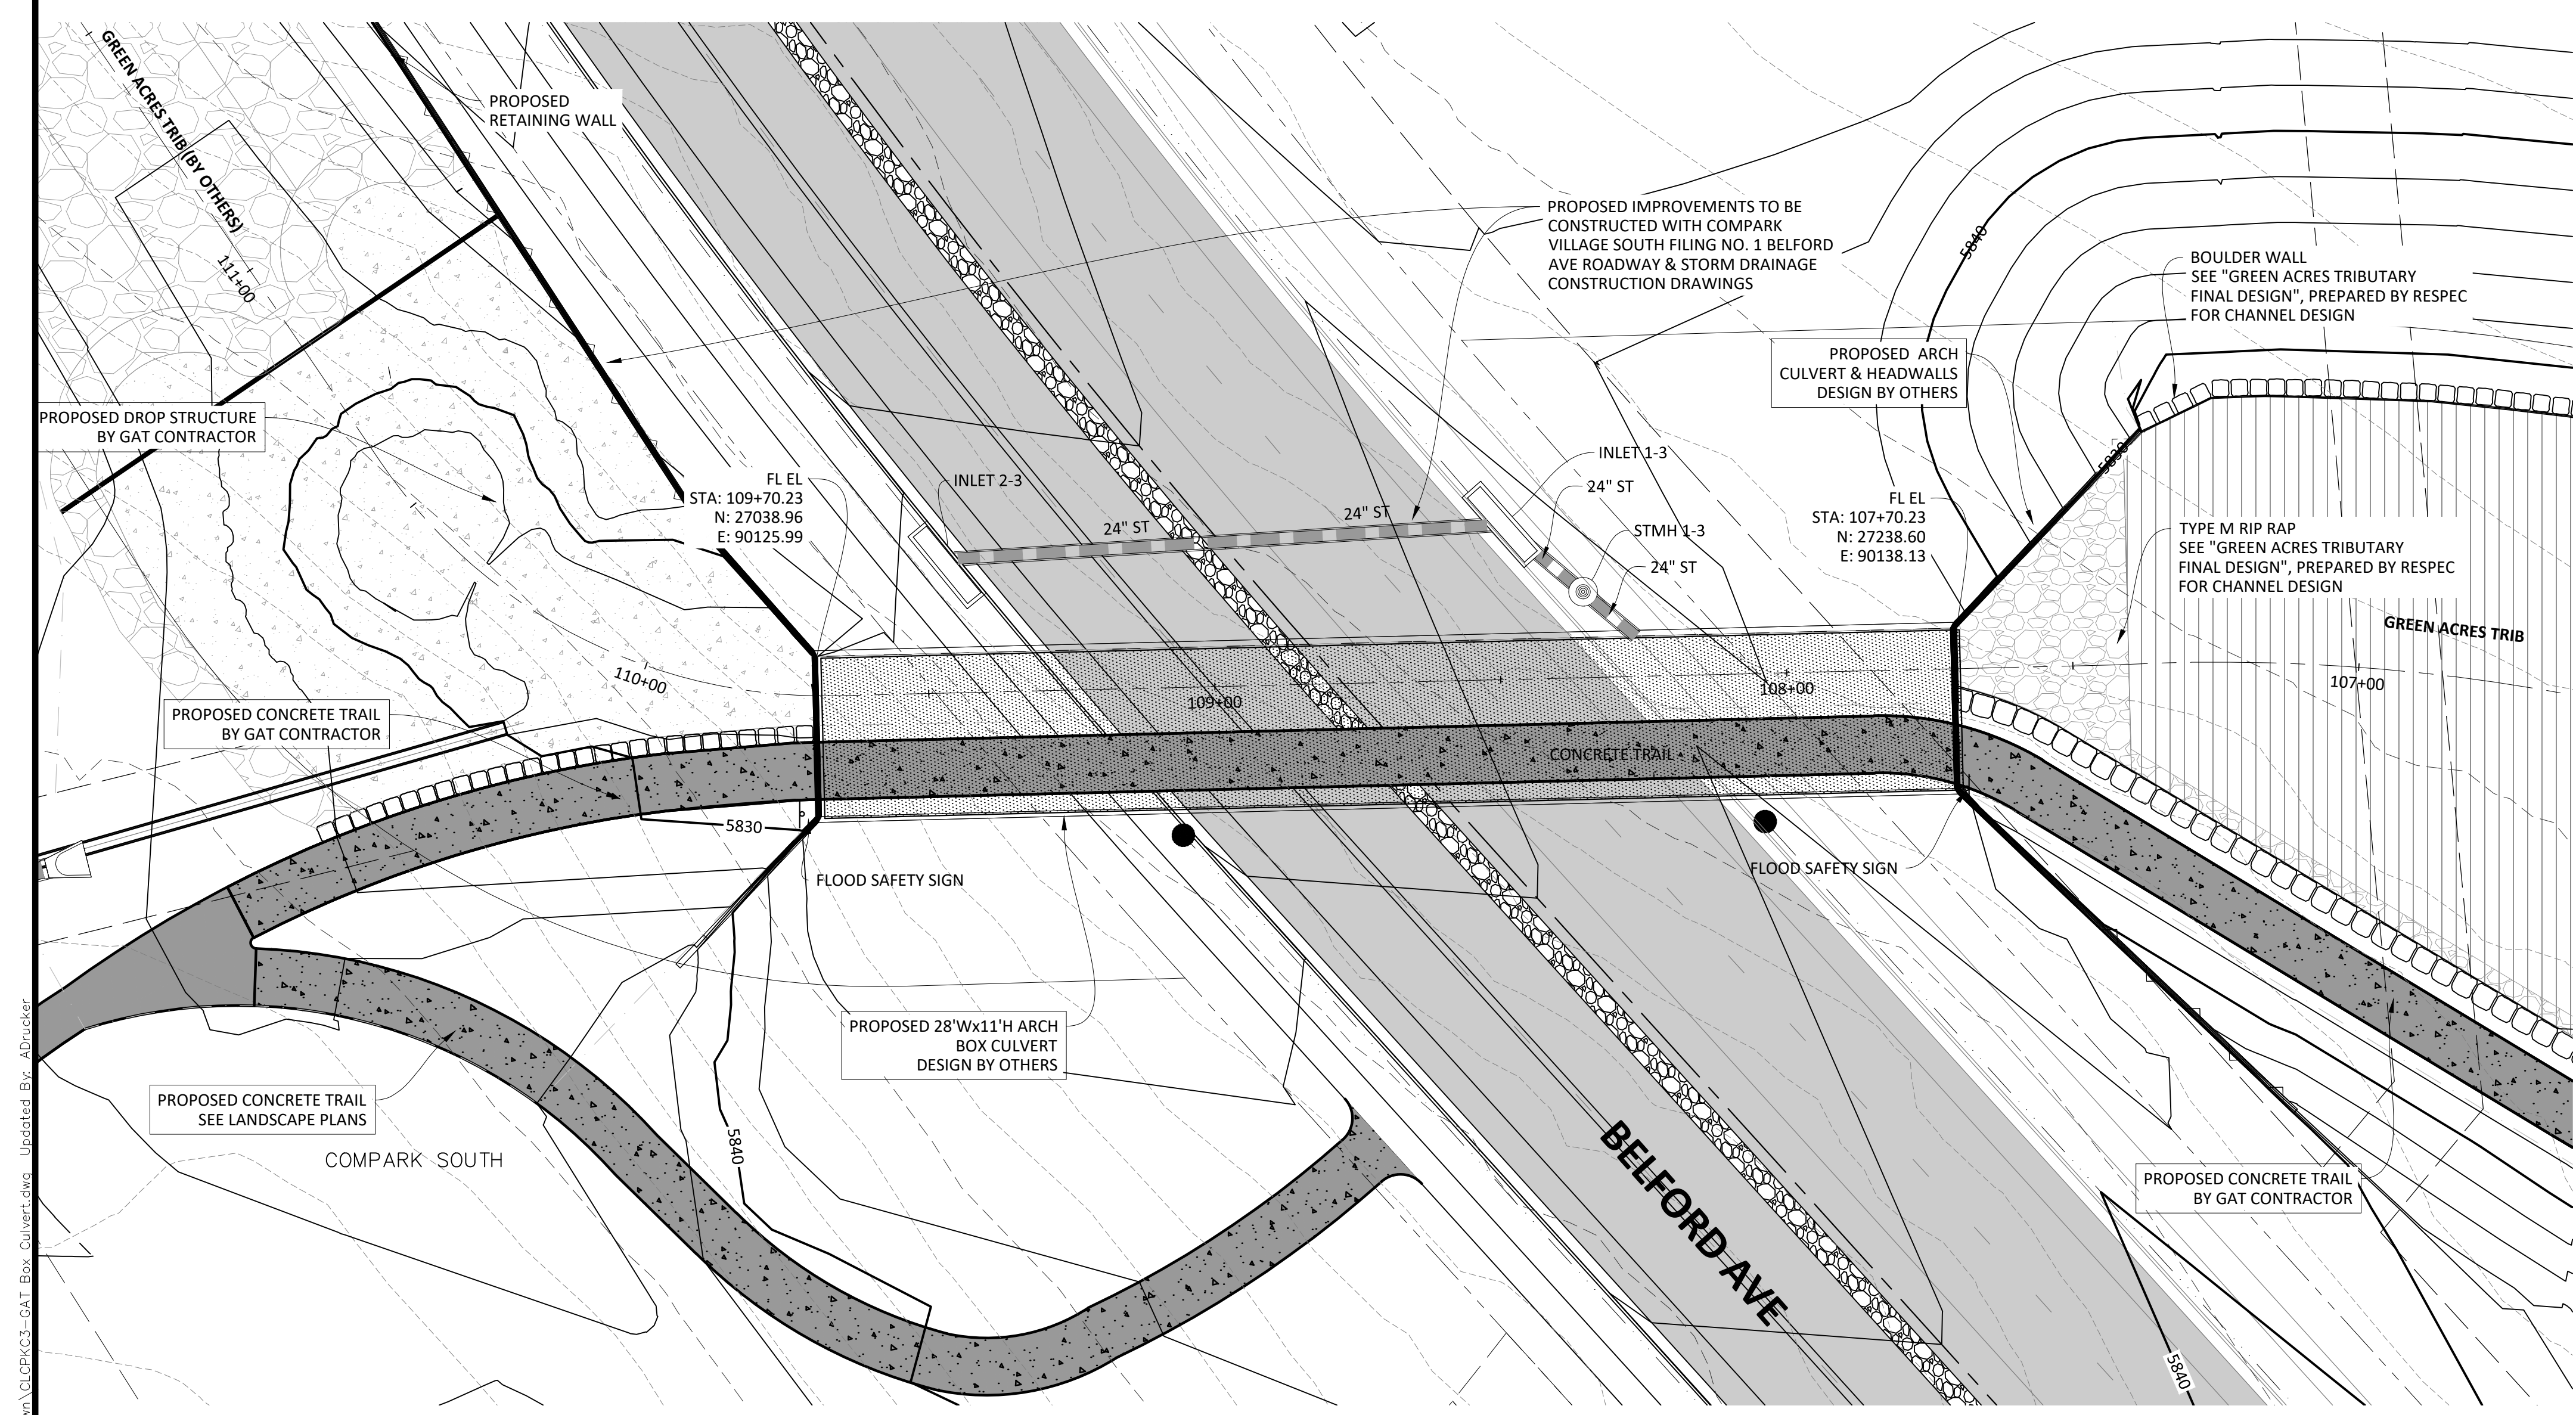 GREEN ACRES TRIB (BY OTHERS)
111+00
PROPOSED
RETAINING WALL
PROPOSED IMPROVEMENTS TO BE
CONSTRUCTED WITH COMPARK
VILLAGE SOUTH FILING NO. 1 BELFORD
AVE ROADWAY & STORM DRAINAGE
CONSTRUCTION DRAWINGS
5840
BOULDER WALL
SEE "GREEN ACRES TRIBUTARY
FINAL DESIGN", PREPARED BY RESPEC
FOR CHANNEL DESIGN
PROPOSED ARCH
CULVERT & HEADWALLS
DESIGN BY OTHERS
PROPOSED DROP STRUCTURE
BY GAT CONTRACTOR
FL EL
STA: 109+70.23
N: 27038.96
E: 90125.99
INLET 2-3
24" ST
24" ST
INLET 1-3
24" ST
STMH 1-3
24" ST
FL EL
STA: 107+70.23
N: 27238.60
E: 90138.13
5830
TYPE M RIP RAP
SEE "GREEN ACRES TRIBUTARY
FINAL DESIGN", PREPARED BY RESPEC
FOR CHANNEL DESIGN
GREEN ACRES TRIB
110+00
109+00
108+00
107+00
PROPOSED CONCRETE TRAIL
BY GAT CONTRACTOR
CONCRETE TRAIL
5830
FLOOD SAFETY SIGN
FLOOD SAFETY SIGN
PROPOSED 28'Wx11'H ARCH
BOX CULVERT
DESIGN BY OTHERS
PROPOSED CONCRETE TRAIL
SEE LANDSCAPE PLANS
COMPARK SOUTH
5840
BELFORD AVE
PROPOSED CONCRETE TRAIL
BY GAT CONTRACTOR
5840
wn\CLCPKC3-GAT Box Culvert.dwg Updated By: ADrucker